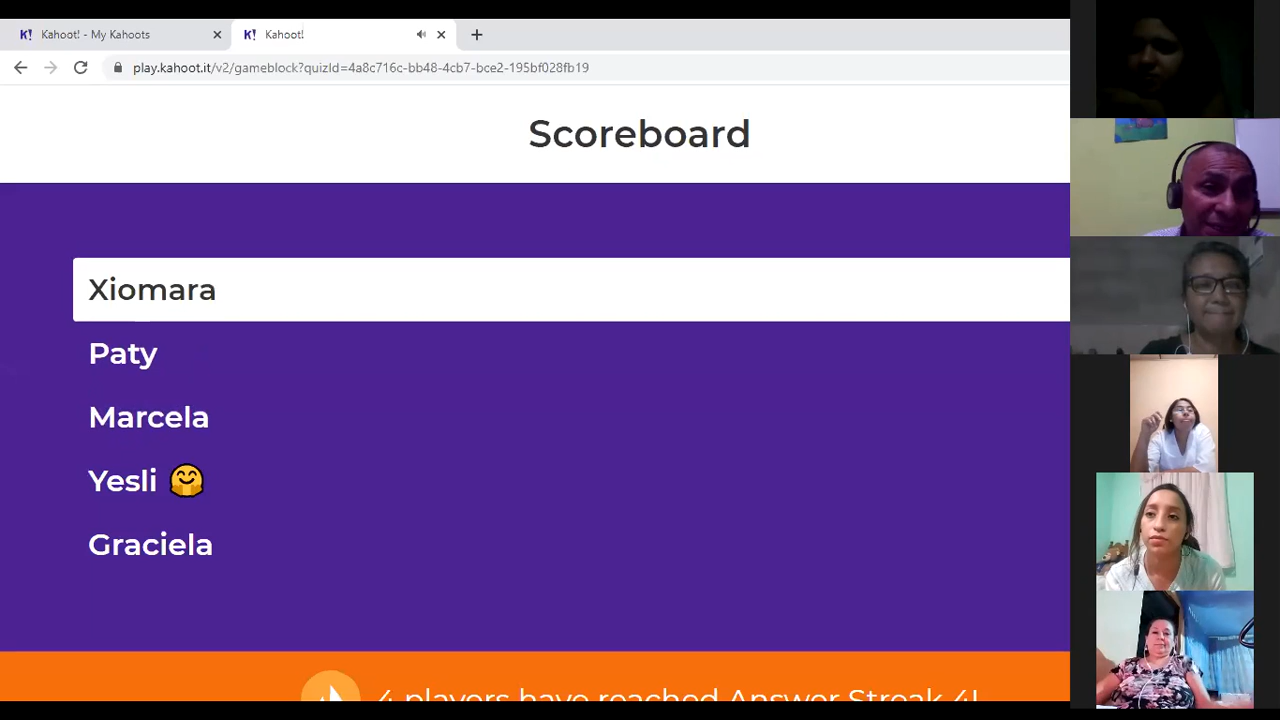 K! Kahoot! - My Kahoots
K! Kahoot!
play.kahoot.it/v2/gameblock?quizId=4a8c716c-bb48-4cb7-bce2-195bf028fb19
Scoreboard
Xiomara
Paty
Marcela
Yesli 🤗
Graciela
4 players have reached Answer Streak 4!